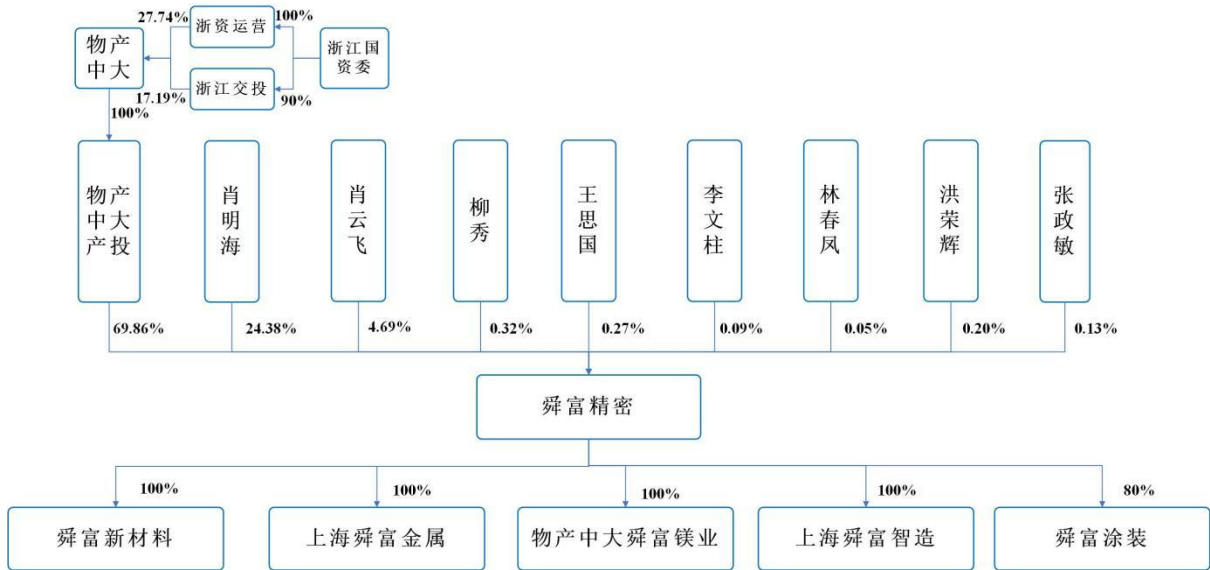 27.74%
浙资运营
100%
物产
中大
浙江国
资委
浙江交投
17.19%
90%
100%
物产
中大
产投
肖明海
肖云飞
柳秀
王思国
李文柱
林春凤
洪荣辉
张政敏
69.86%
24.38%
4.69%
0.32%
0.27%
0.09%
0.05%
0.20%
0.13%
舜富精密
100%
100%
100%
100%
80%
舜富新材料
上海舜富金属
物产中大舜富镁业
上海舜富智造
舜富涂装